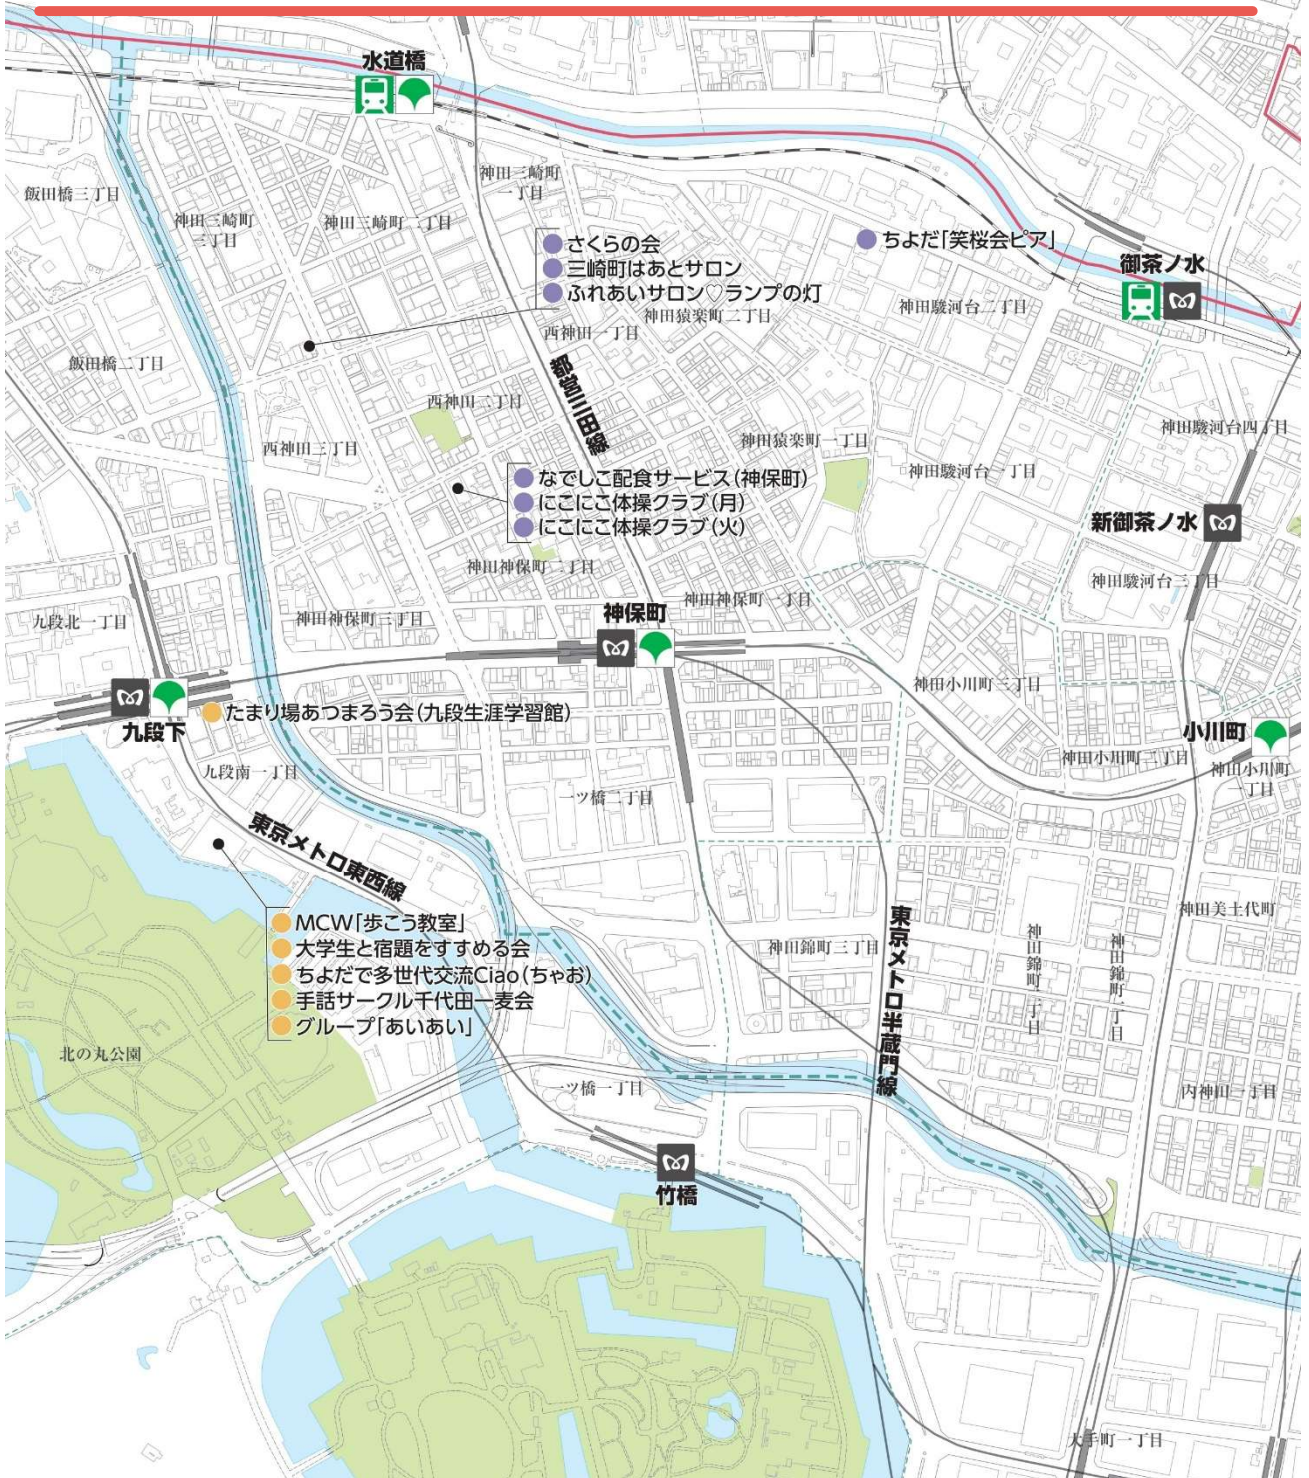 水道橋
神田三崎町
一丁目
飯田橋三丁目
神田三崎町
三丁目
神田三崎町二丁目
さくらの会
三崎町はあとサロン
ふれあいサロン♡ランプの灯
ちよだ「笑桜会ピア」
御茶ノ水
神田猿楽町二丁目
神田駿河台二丁目
西神田一丁目
飯田橋二丁目
都営三田線
西神田二丁目
西神田三丁目
神田猿楽町一丁目
神田駿河台四丁目
神田駿河台一丁目
なでしこ配食サービス(神保町)
にこにこ体操クラブ(月)
にこにこ体操クラブ(火)
新御茶ノ水
神田神保町二丁目
神田駿河台三丁目
九段北一丁目
神田神保町三丁目
神保町
神田神保町一丁目
神田小川町三丁目
たまり場あつまろう会(九段生涯学習館)
九段下
小川町
神田小川町二丁目
神田小川町
一丁目
九段南一丁目
一ツ橋二丁目
東京メトロ東西線
MCW「歩こう教室」
大学生と宿題をすすめる会
ちよだで多世代交流Ciao(ちゃお)
手話サークル千代田一麦会
グループ「あいあい」
神田錦町三丁目
東京メトロ半蔵門線
神田錦町二丁目
神田錦町一丁目
神田美土代町
北の丸公園
一ツ橋一丁目
内神田一丁目
竹橋
大手町一丁目